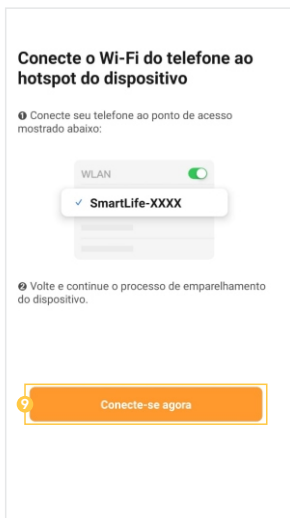 Conecte o Wi-Fi do telefone ao
hotspot do dispositivo
❶ Conecte seu telefone ao ponto de acesso
mostrado abaixo:
WLAN
✓ SmartLife-XXXX
❷ Volte e continue o processo de emparelhamento
do dispositivo.
9 Conecte-se agora